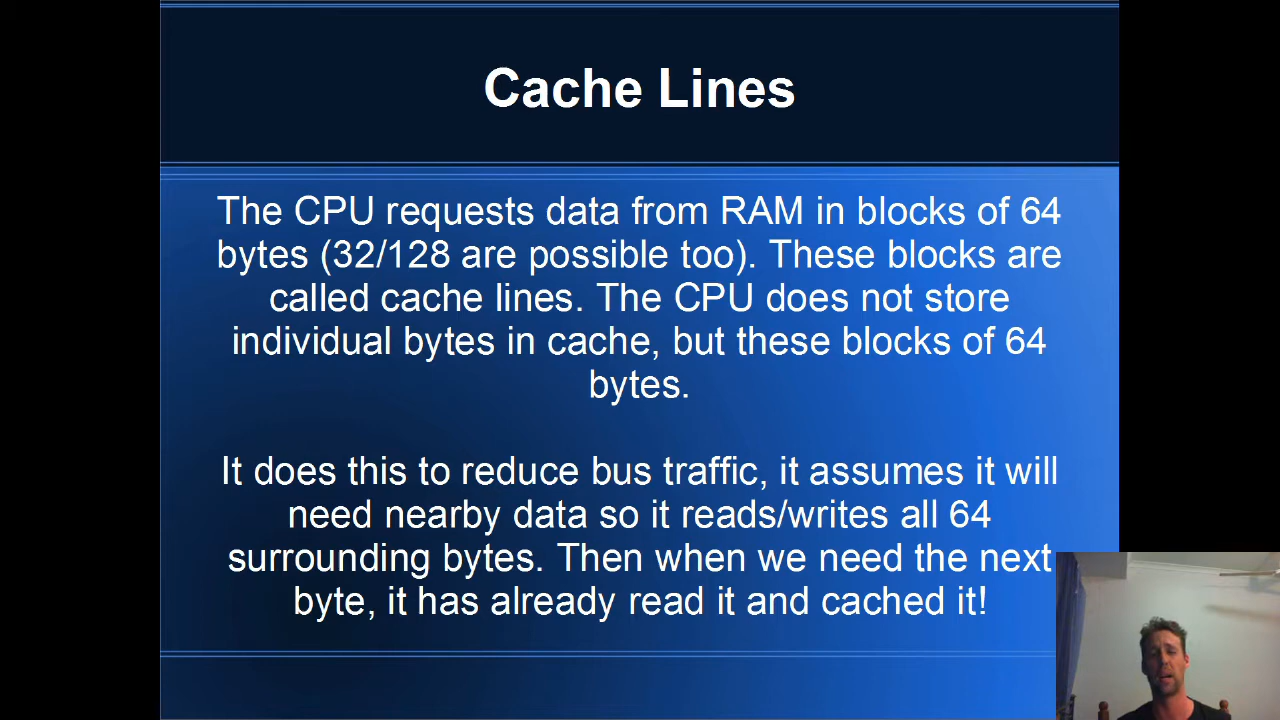 Cache Lines
The CPU requests data from RAM in blocks of 64
bytes (32/128 are possible too). These blocks are
called cache lines. The CPU does not store
individual bytes in cache, but these blocks of 64
bytes.
It does this to reduce bus traffic, it assumes it will
need nearby data so it reads/writes all 64
surrounding bytes. Then when we need the next
byte, it has already read it and cached it!